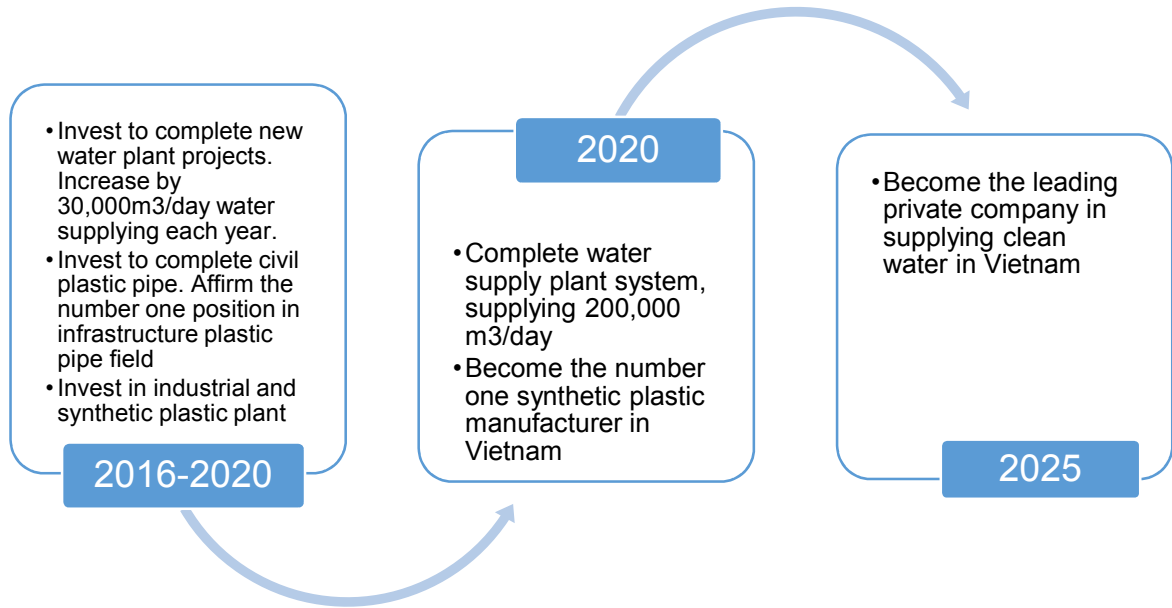 • Invest to complete new
water plant projects.
Increase by
30,000m3/day water
supplying each year.
• Invest to complete civil
plastic pipe. Affirm the
number one position in
infrastructure plastic
pipe field
• Invest in industrial and
synthetic plastic plant
2016-2020
2020
• Complete water
supply plant system,
supplying 200,000
m3/day
• Become the number
one synthetic plastic
manufacturer in
Vietnam
• Become the leading
private company in
supplying clean
water in Vietnam
2025